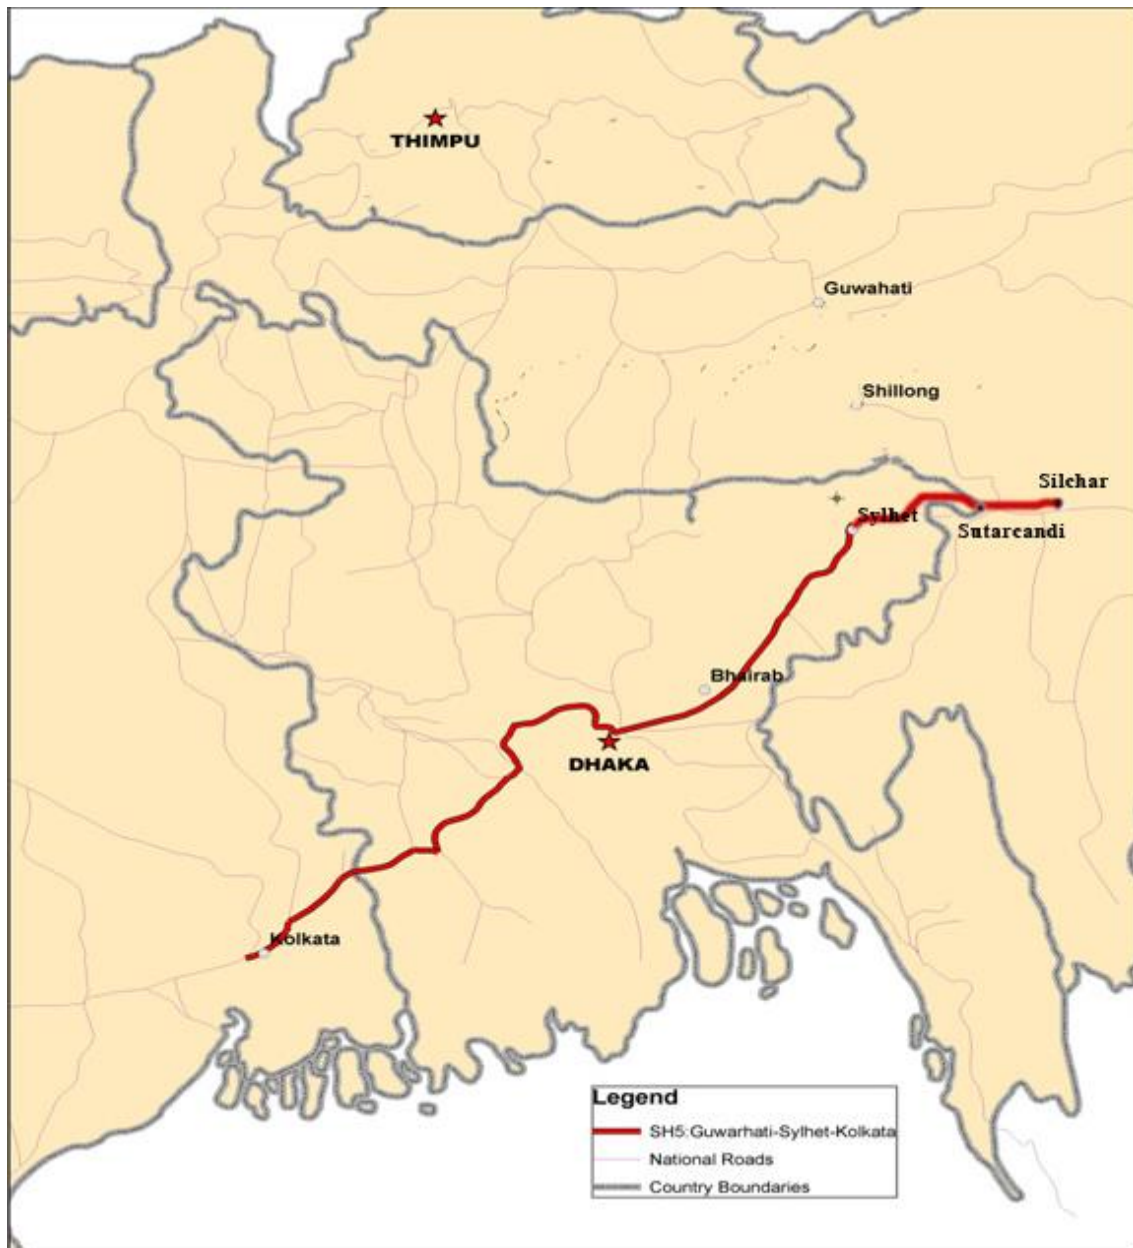 THIMPU
Guwahati
Shillong
Silchar
Sylhet
Sutarcandi
Bhairab
DHAKA
Kolkata
Legend
SH5:Guwarhati-Sylhet-Kolkata
National Roads
Country Boundaries